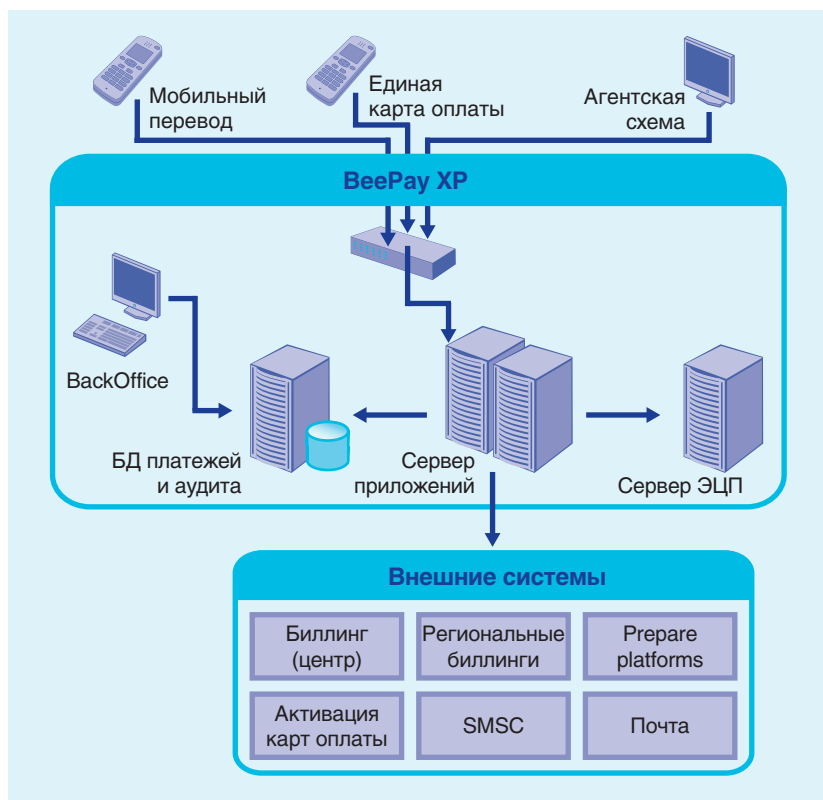 Мобильный
перевод
Единая
карта оплаты
Агентская
схема
BeePay XP
BackOffice
БД платежей
и аудита
Сервер
приложений
Сервер ЭЦП
Внешние системы
Биллинг
(центр)
Региональные
биллинги
Prepare
platforms
Активация
карт оплаты
SMSC
Почта